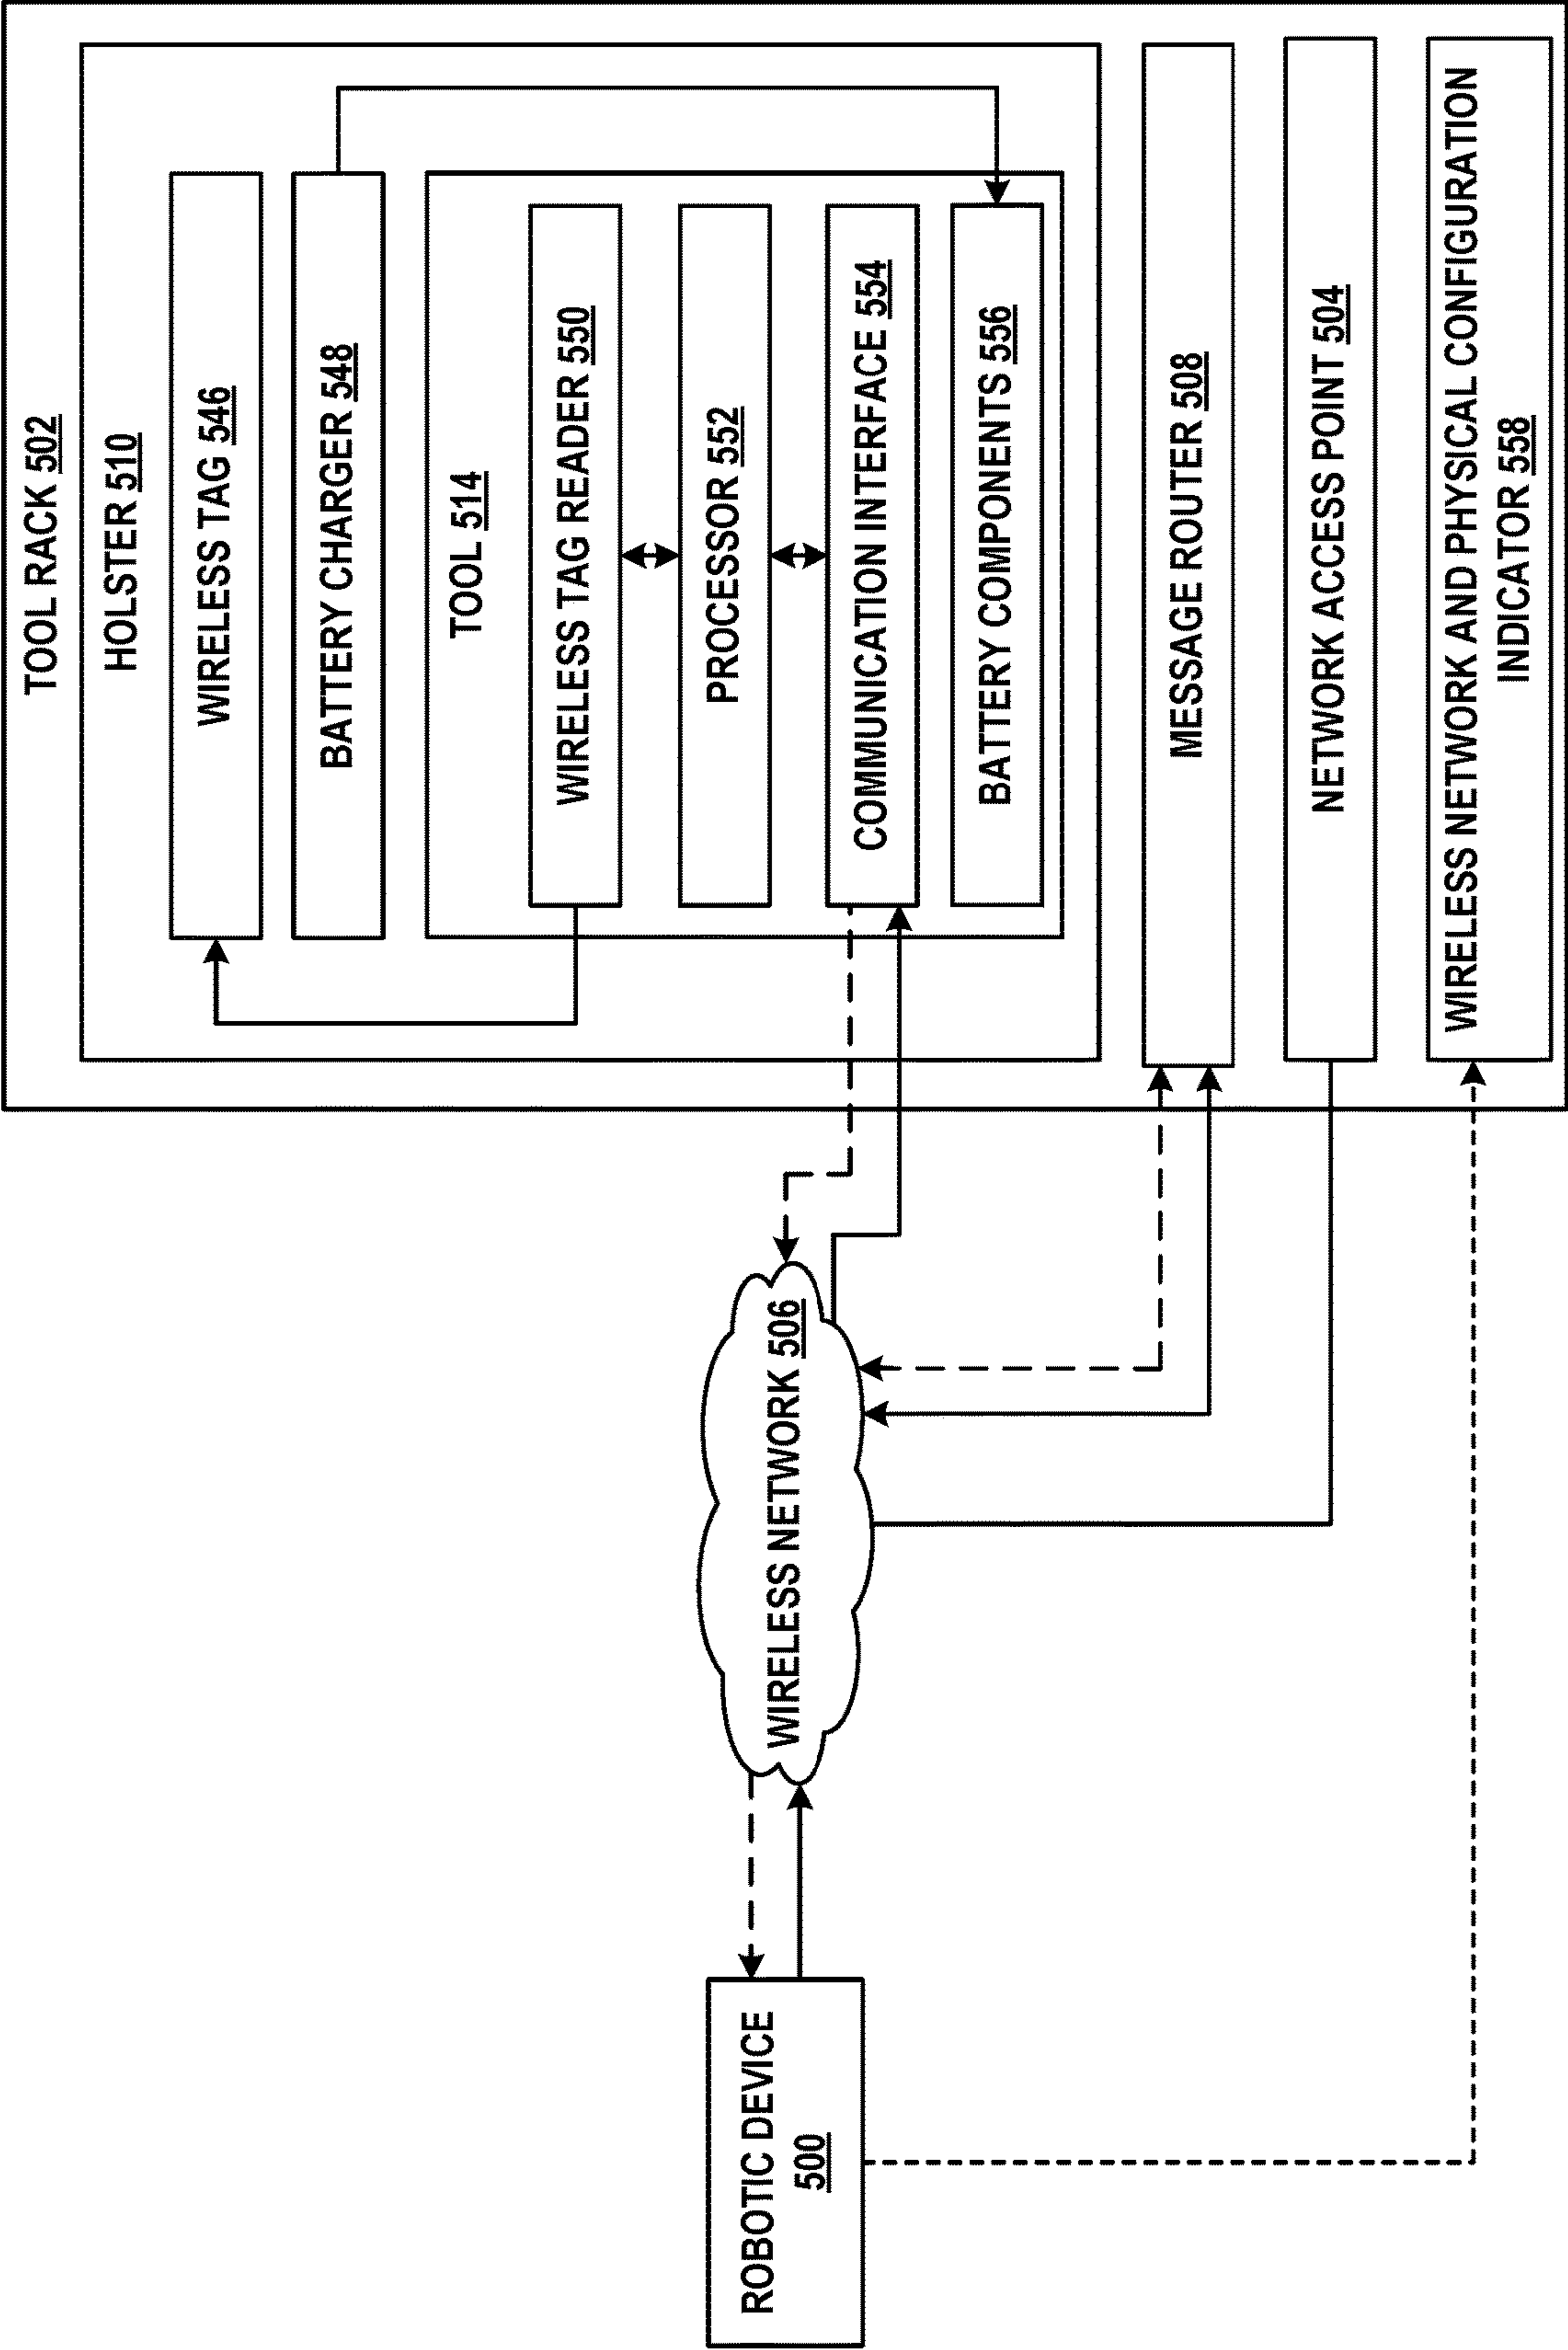 TOOL RACK 502
HOLSTER 510
WIRELESS TAG 546
BATTERY CHARGER 548
TOOL 514
WIRELESS TAG READER 550
PROCESSOR 552
COMMUNICATION INTERFACE 554
BATTERY COMPONENTS 556
MESSAGE ROUTER 508
NETWORK ACCESS POINT 504
WIRELESS NETWORK AND PHYSICAL CONFIGURATION
INDICATOR 558
WIRELESS NETWORK 506
ROBOTIC DEVICE
500